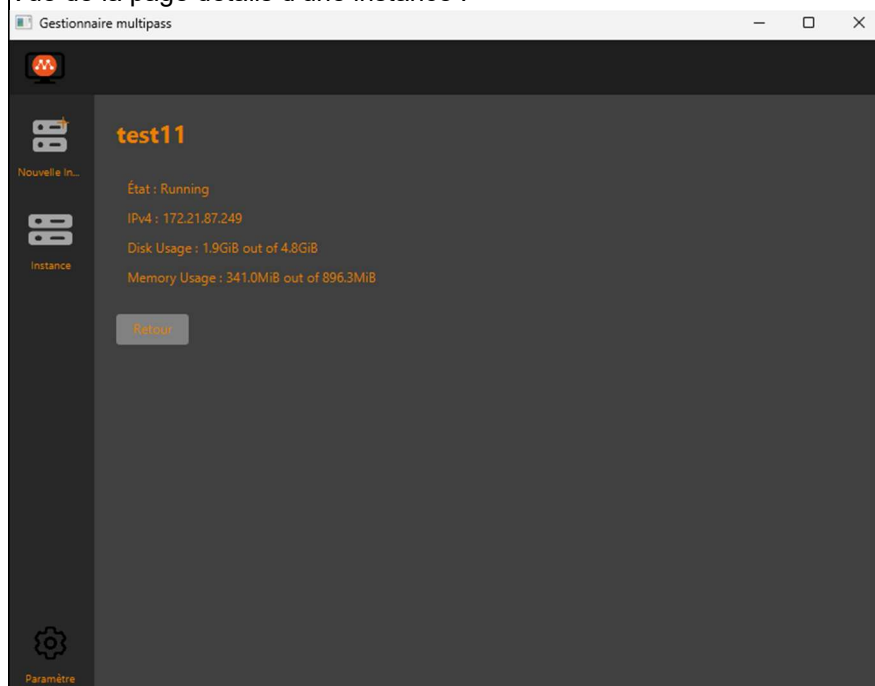 Vue de la page détails d'une instance :
Gestionnaire multipass
test11
Nouvelle In...
État : Running
IPv4 : 172.21.87.249
Disk Usage : 1.9GiB out of 4.8GiB
Instance
Memory Usage : 341.0MiB out of 896.3MiB
Retour
Paramètre